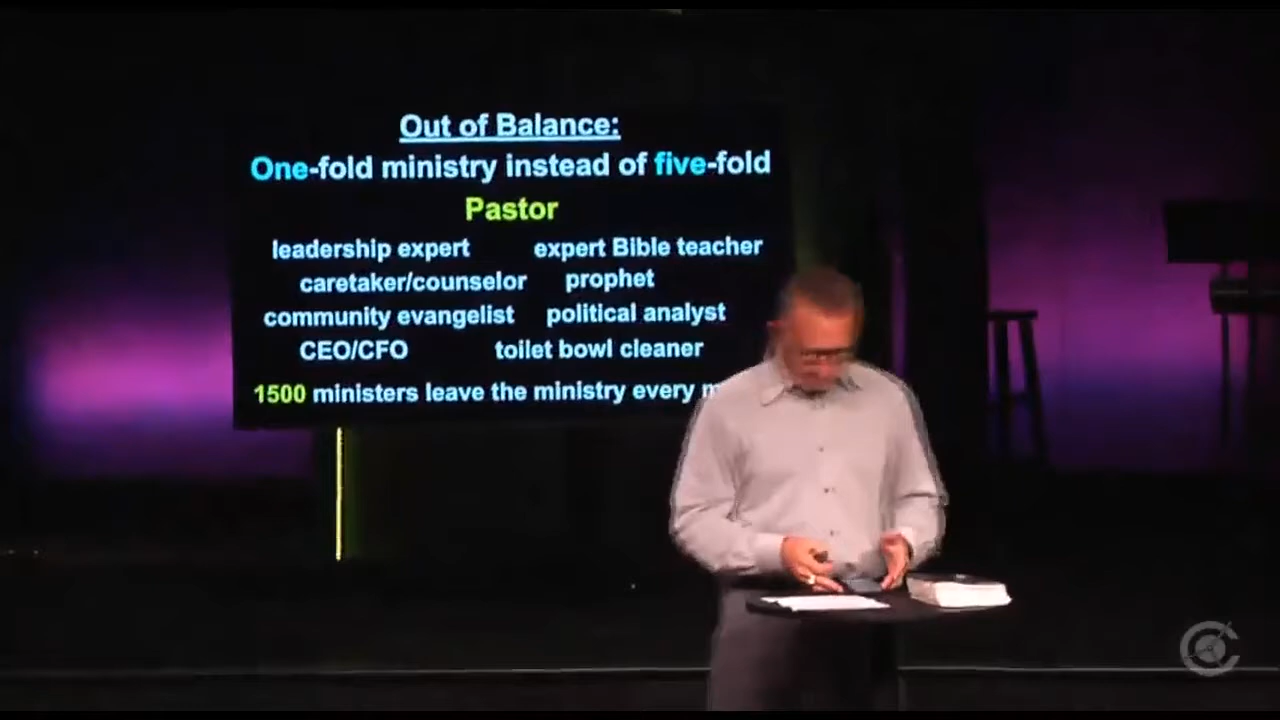 Out of Balance:
One-fold ministry instead of five-fold
Pastor
leadership expert expert Bible teacher
caretaker/counselor prophet
community evangelist political analyst
CEO/CFO toilet bowl cleaner
1500 ministers leave the ministry every